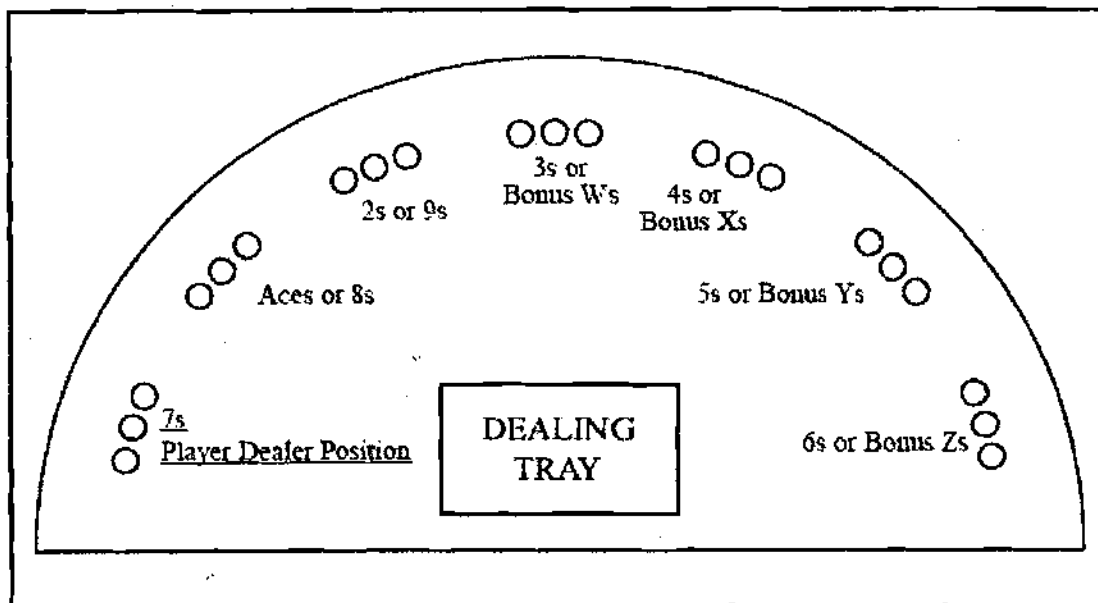 3s or
Bonus Ws
2s or 9s
4s or
Bonus Xs
Aces or 8s
5s or Bonus Ys
7s
Player Dealer Position
DEALING
TRAY
6s or Bonus Zs